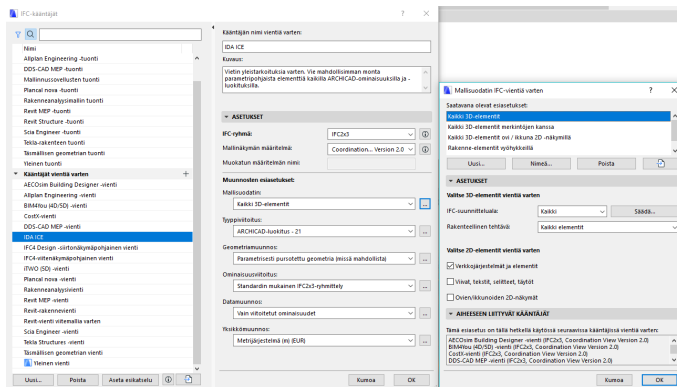 IFC-kääntäjät
Nimi
Allplan Engineering -tuonti
DDS-CAD MEP -tuonti
Mallinnussovellusten tuonti
Plancal nova -tuonti
Rakenneanalyysimallin tuonti
Revit MEP -tuonti
Revit Structure -tuonti
Scia Engineer -tuonti
Tekla-rakenteen tuonti
Täsmällisen geometrian tuonti
Yleinen tuonti
Kääntäjät vientiä varten
AECOsim Building Designer -vienti
Allplan Engineering -vienti
BIM4You (4D/5D) -vienti
CostX-vienti
DDS-CAD MEP -vienti
IDA ICE
IFC4 Design -siirtonäkymäpohjainen vienti
IFC4-viitenäkymäpohjainen vienti
iTWO (5D) -vienti
Plancal nova -vienti
Rakenneanalyysivienti
Revit MEP -vienti
Revit-rakennevienti
Revit-vienti viitemallia varten
Scia Engineer -vienti
Tekla Structures -vienti
Täsmällisen geometrian vienti
Yleinen vienti
Uusi...
Poista
Aseta esikatselu
Kääntäjän nimi vientiä varten:
IDA ICE
Kuvaus:
Vietin yleistarkoituksia varten. Vie mahdollisimman monta
parametripohjaista elementtiä kaikilla ARCHICAD-ominaisuuksilla ja -
luokituksilla.
ASETUKSET
IFC-ryhmä:
IFC2x3
Mallinäkymän määritelmä:
Coordination... Version 2.0
Muokatun määritelmän nimi:
Muunnosten esiasetukset:
Mallisuodatin:
Kaikki 3D-elementit
Tyyppiviitoitus:
ARCHICAD-luokitus - 21
Geometriamuunnos:
Parametrisesti pursotettu geometria (missä mahdollista)
Ominaisuusviitoitus:
Standardin mukainen IFC2x3-ryhmittely
Datamuunnos:
Vain viitoitetut ominaisuudet
Yksikkömuunnos:
Metrijärjestelmä (m) (EUR)
Kumoa
OK
Mallisuodatin IFC-vientiä varten
Saatavana olevat esiasetukset:
Kaikki 3D-elementit
Kaikki 3D-elementit merkintöjen kanssa
Kaikki 3D-elementit ovi / ikkuna 2D -näkymillä
Rakenne-elementit vyöhykkeillä
Uusi...
Nimeä...
Poista
ASETUKSET
Valitse 3D-elementit vientiä varten
IFC-suunnitteluala:
Kaikki
Säädä...
Rakenteellinen tehtävä:
Kaikki elementit
Valitse 2D-elementit vientiä varten
Verkkojärjestelmät ja elementit
Viivat, tekstit, selitteet, täytöt
Ovien/ikkunoiden 2D-näkymät
AIHEESEEN LIITTYVÄT KÄÄNTÄJÄT
Tämä esiasetus on tällä hetkellä käytössä seuraavissa kääntäjissä vientiä varten:
AECOsim Building Designer -vienti (IFC2x3, Coordination View Version 2.0)
BIM4You (4D/5D) -vienti (IFC2x3, Coordination View Version 2.0)
CostX-vienti (IFC2x3, Coordination View Version 2.0)
DDS-CAD MEP -vienti (IFC2x3, Coordination View Version 2.0)
Kumoa
OK